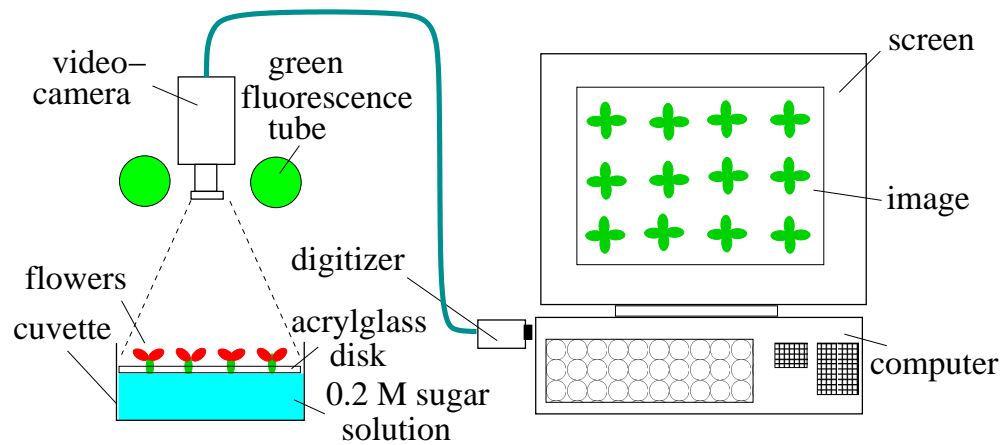 video–
camera
green
fluorescence
tube
screen
image
digitizer
flowers
cuvette
acrylglass
disk
0.2 M sugar
solution
computer